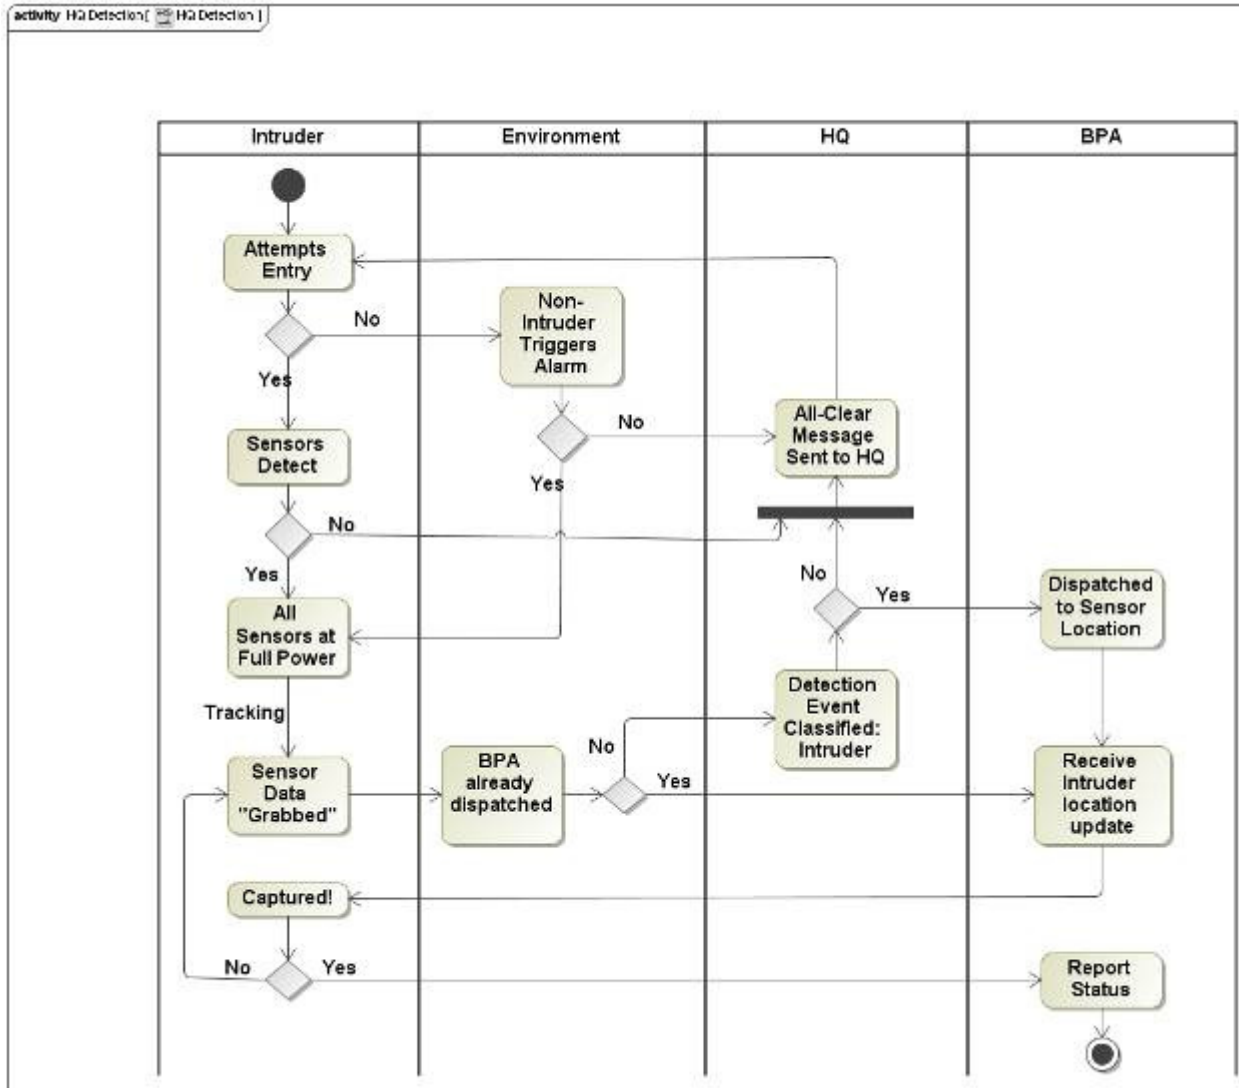 activity HQ Detection [ HQ Detection ]
Intruder
Environment
HQ
BPA
Attempts
Entry
No
Non-
Intruder
Triggers
Alarm
Yes
No
All-Clear
Message
Sent to HQ
Sensors
Detect
Yes
No
Yes
No
Yes
Dispatched
to Sensor
Location
All
Sensors at
Full Power
Detection
Event
Classified:
Intruder
Tracking
No
Yes
Sensor
Data
"Grabbed"
BPA
already
dispatched
Receive
Intruder
location
update
Captured!
No
Yes
Report
Status